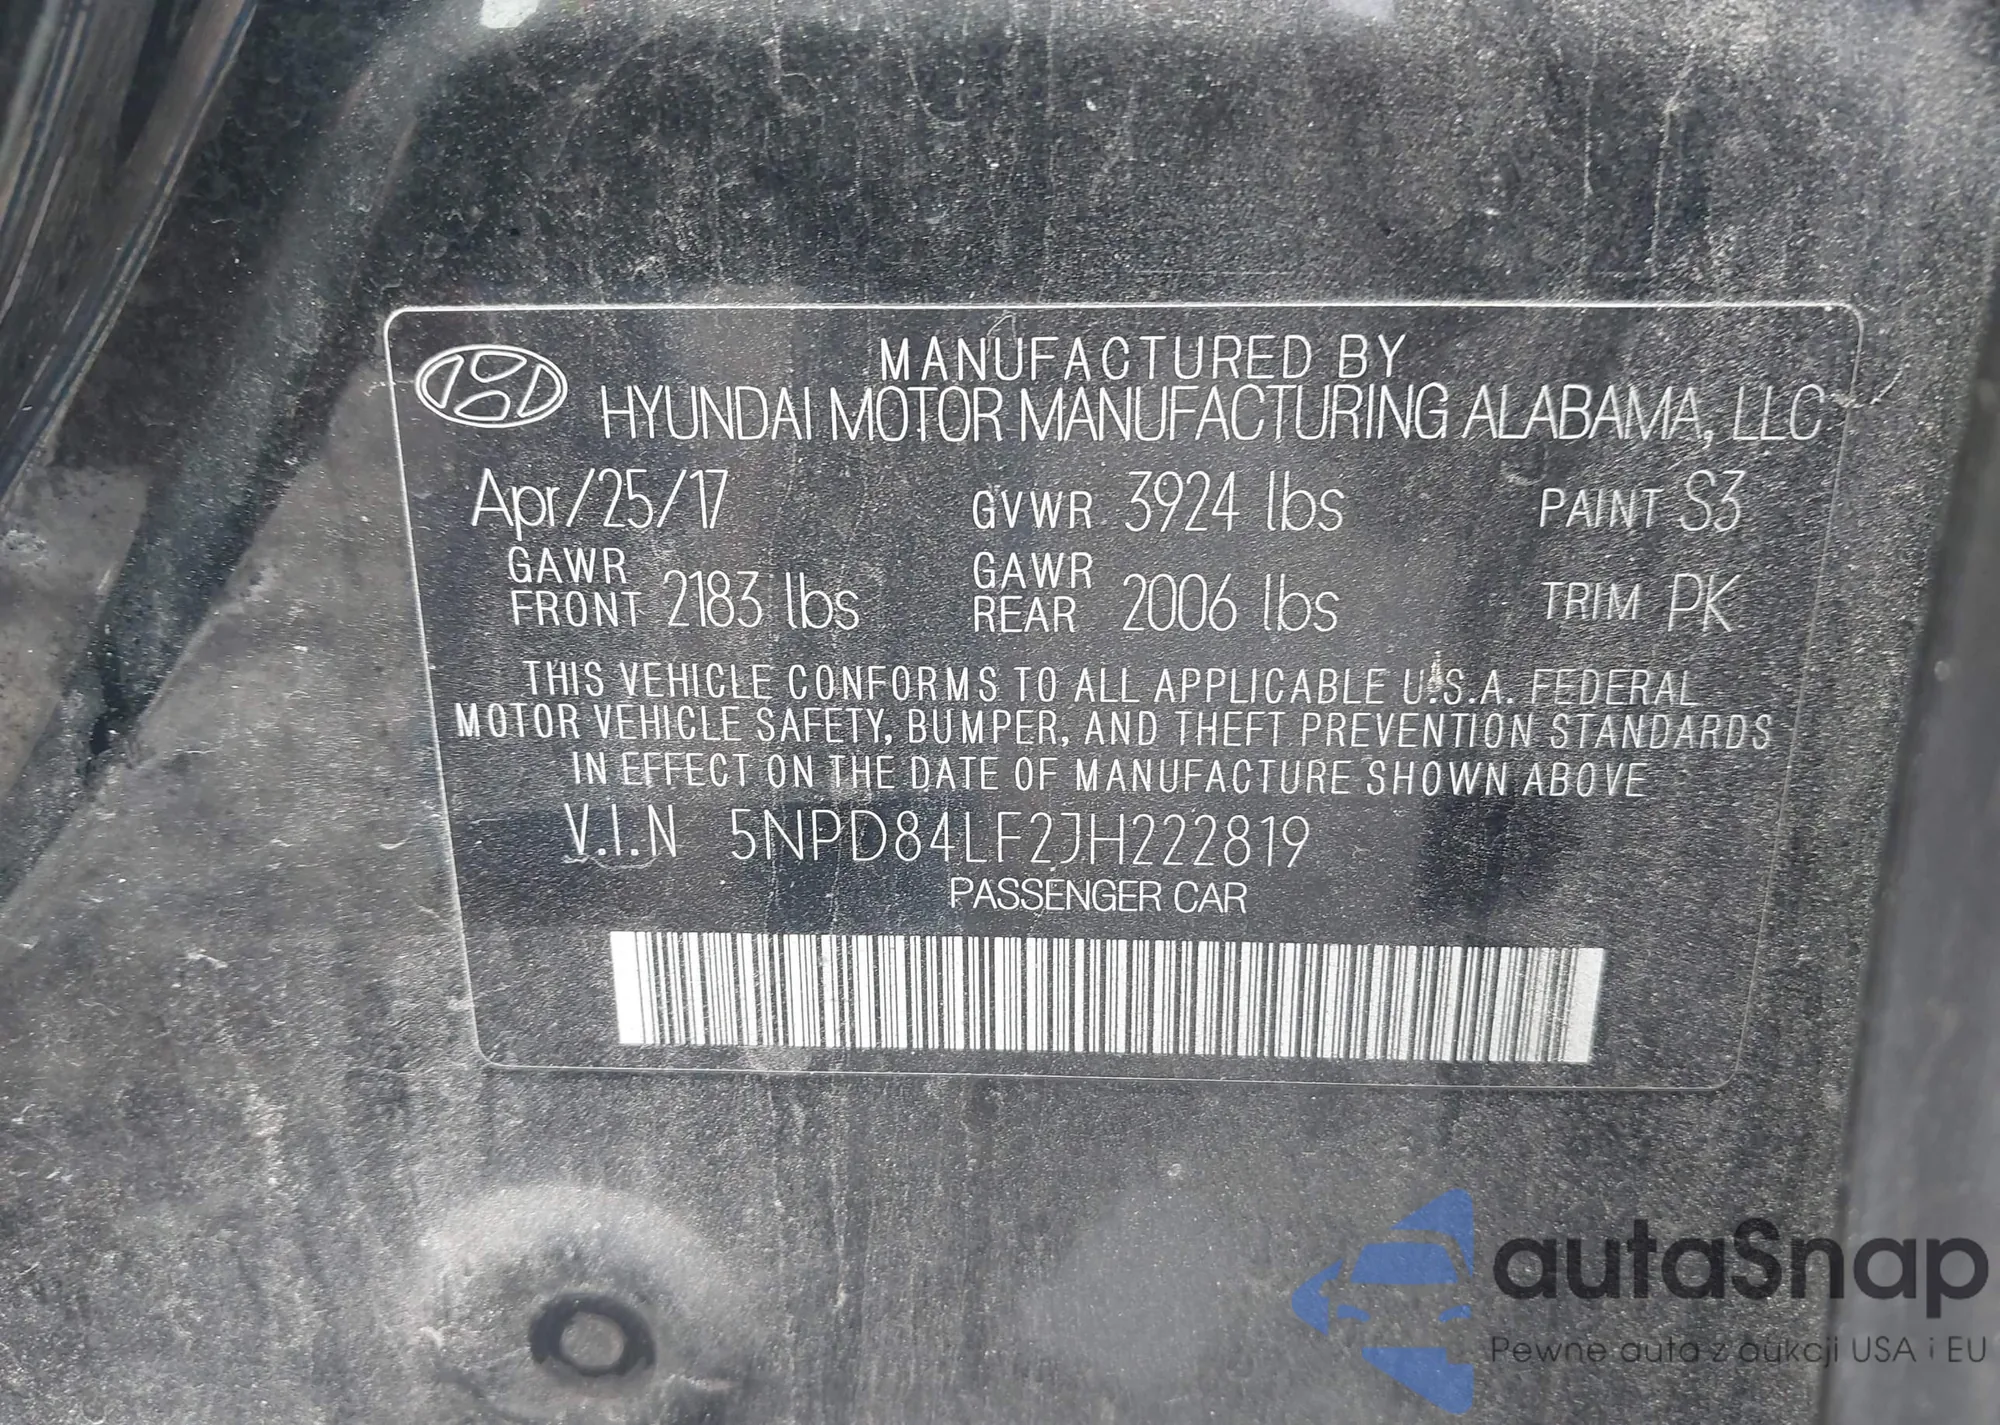 MANUFACTURED BY
HYUNDAI MOTOR MANUFACTURING ALABAMA, LLC
Apr/25/17 GVWR 3924 lbs PAINT S3
GAWR FRONT 2183 lbs GAWR REAR 2006 lbs TRIM PK
THIS VEHICLE CONFORMS TO ALL APPLICABLE U.S.A. FEDERAL
MOTOR VEHICLE SAFETY, BUMPER, AND THEFT PREVENTION STANDARDS
IN EFFECT ON THE DATE OF MANUFACTURE SHOWN ABOVE
V.I.N 5NPD84LF2JH222819
PASSENGER CAR
autaSnap
Pewne auta z aukcji USA i EU